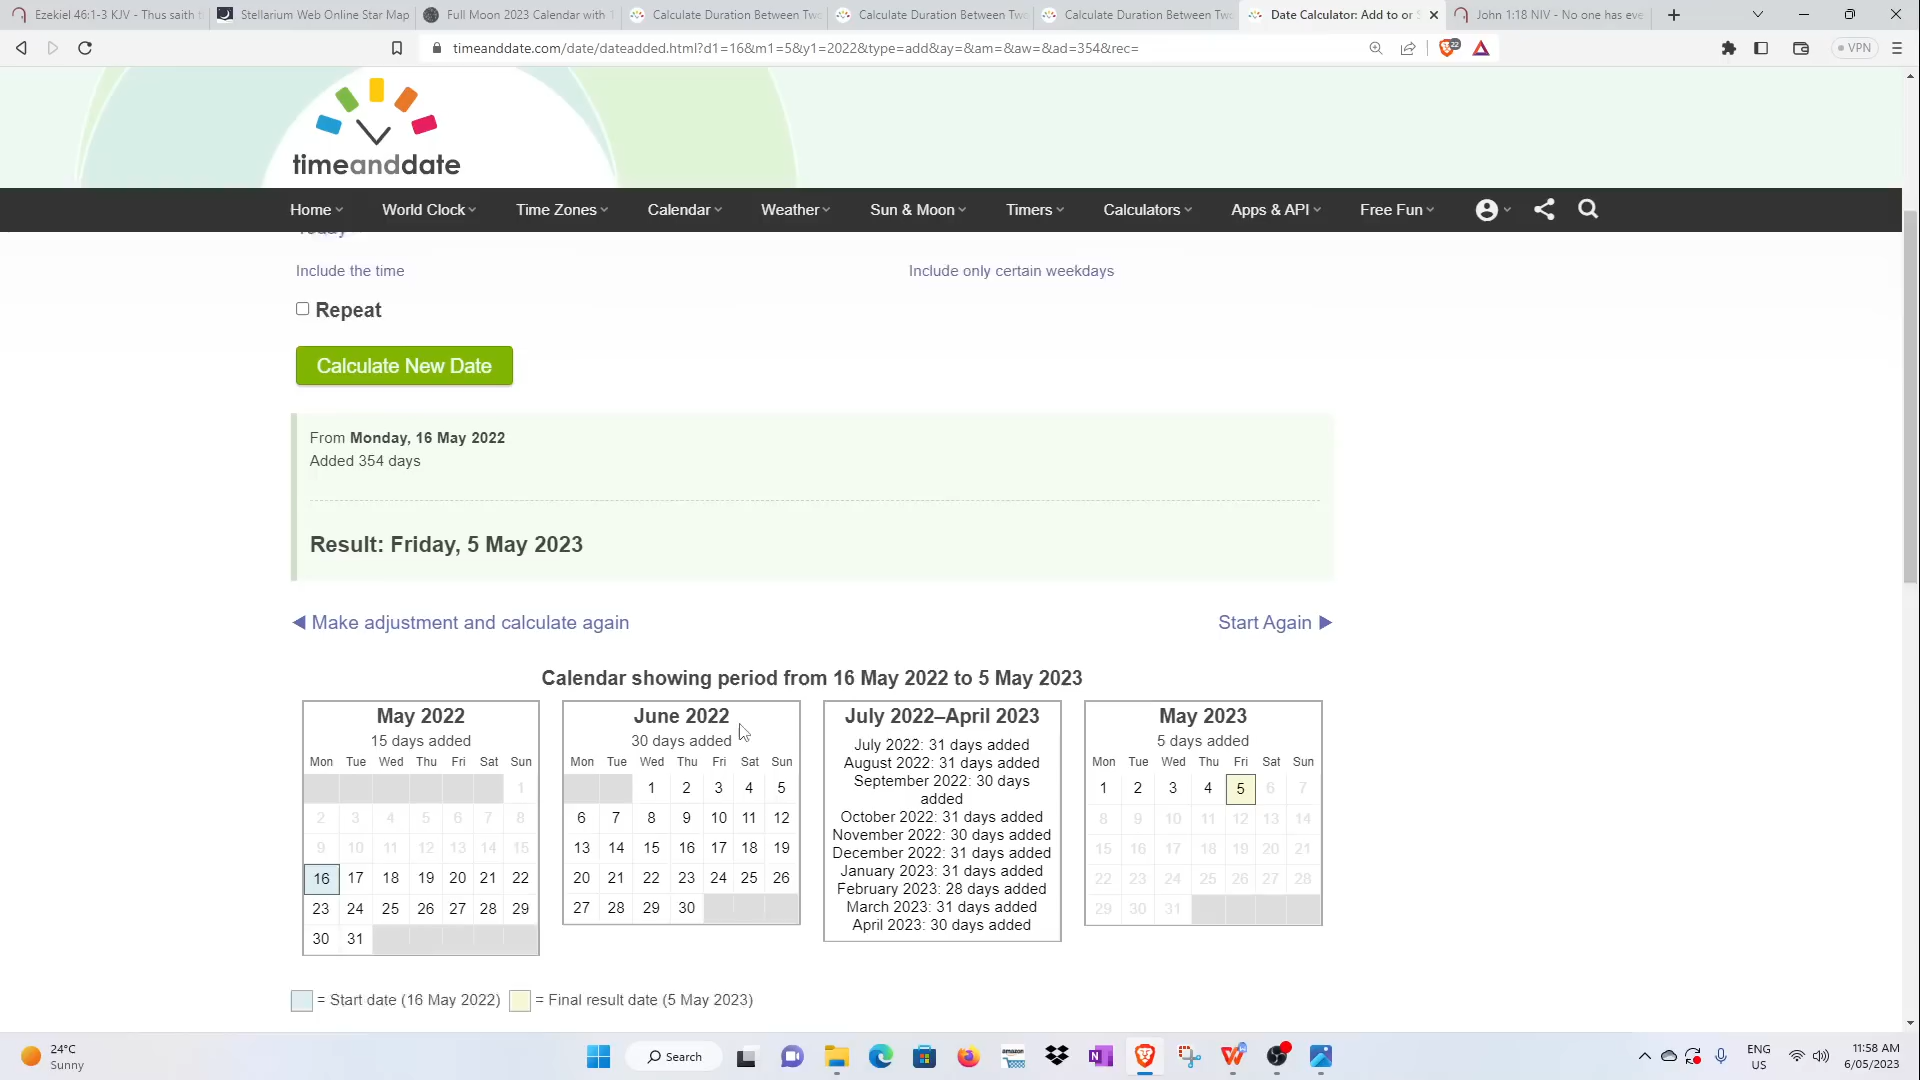 Ezekiel 46:1-3 KJV - Thus saith t
Stellarium Web Online Star Map
Full Moon 2023 Calendar with
Calculate Duration Between Two
Calculate Duration Between Two
Calculate Duration Between Two
Date Calculator: Add to or S
John 1:18 NIV - No one has eve
timeanddate.com/date/dateadded.html?d1=16&m1=5&y1=2022&type=add&ay=&am=&aw=&ad=354&rec=
22
VPN
timeanddate
Home World Clock Time Zones Calendar Weather Sun & Moon Timers Calculators Apps & API Free Fun
Today
Include the time
Include only certain weekdays
Repeat
Calculate New Date
From Monday, 16 May 2022
Added 354 days
Result: Friday, 5 May 2023
Make adjustment and calculate again
Start Again
Calendar showing period from 16 May 2022 to 5 May 2023
May 2022
15 days added
Mon Tue Wed Thu Fri Sat Sun
1
2 3 4 5 6 7 8
9 10 11 12 13 14 15
16 17 18 19 20 21 22
23 24 25 26 27 28 29
30 31
June 2022
30 days added
Mon Tue Wed Thu Fri Sat Sun
1 2 3 4 5
6 7 8 9 10 11 12
13 14 15 16 17 18 19
20 21 22 23 24 25 26
27 28 29 30
July 2022–April 2023
July 2022: 31 days added
August 2022: 31 days added
September 2022: 30 days
added
October 2022: 31 days added
November 2022: 30 days added
December 2022: 31 days added
January 2023: 31 days added
February 2023: 28 days added
March 2023: 31 days added
April 2023: 30 days added
May 2023
5 days added
Mon Tue Wed Thu Fri Sat Sun
1 2 3 4 5 6 7
8 9 10 11 12 13 14
15 16 17 18 19 20 21
22 23 24 25 26 27 28
29 30 31
= Start date (16 May 2022) = Final result date (5 May 2023)
24°C
Sunny
Search
amazon
ENG
US
11:58 AM
6/05/2023